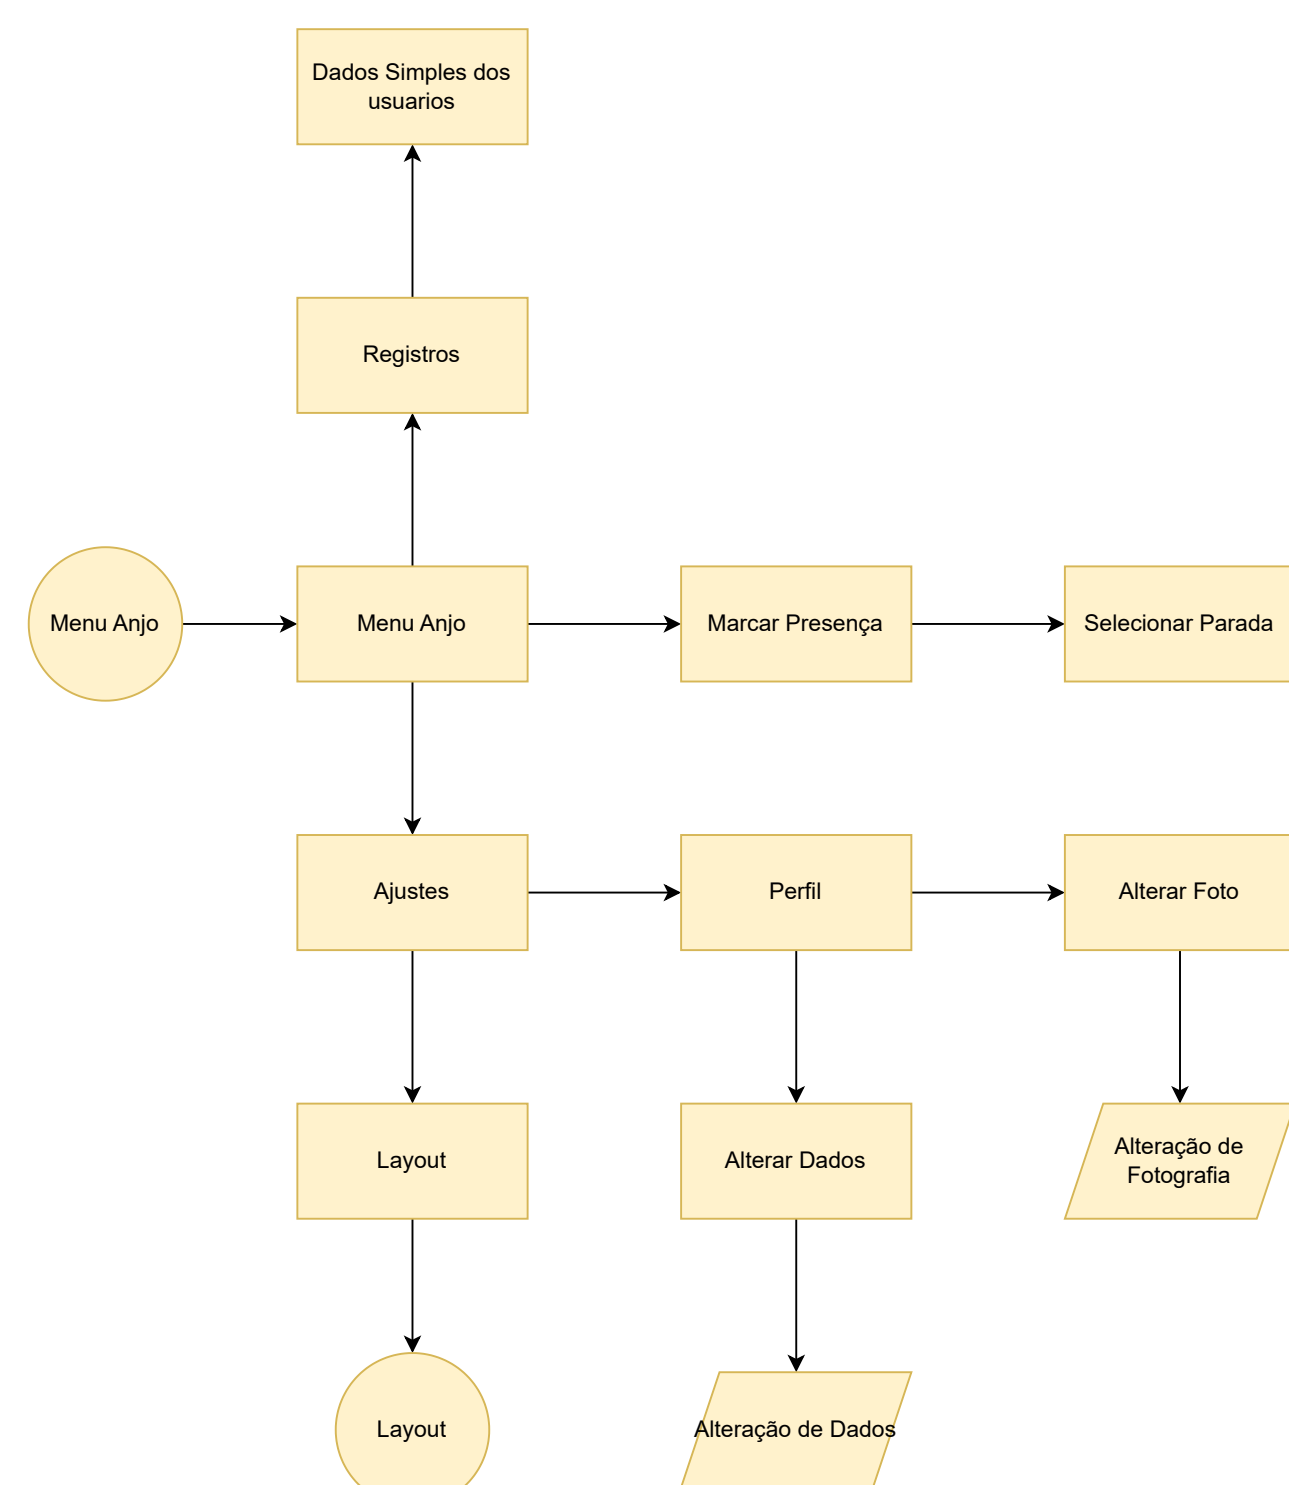 Dados Simples dos
usuarios
Registros
Menu Anjo
Menu Anjo
Marcar Presença
Selecionar Parada
Ajustes
Perfil
Alterar Foto
Layout
Alterar Dados
Alteração de
Fotografia
Layout
Alteração de Dados